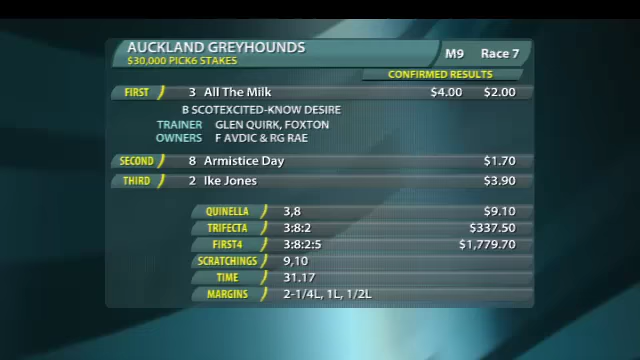 AUCKLAND GREYHOUNDS
$30,000 PICK6 STAKES
M9 Race 7
CONFIRMED RESULTS
FIRST 3 All The Milk $4.00 $2.00
B SCOTEXCITED-KNOW DESIRE
TRAINER GLEN QUIRK, FOXTON
OWNERS F AVDIC & RG RAE
SECOND 8 Armistice Day $1.70
THIRD 2 Ike Jones $3.90
QUINELLA 3,8 $9.10
TRIFECTA 3:8:2 $337.50
FIRST4 3:8:2:5 $1,779.70
SCRATCHINGS 9,10
TIME 31.17
MARGINS 2-1/4L, 1L, 1/2L